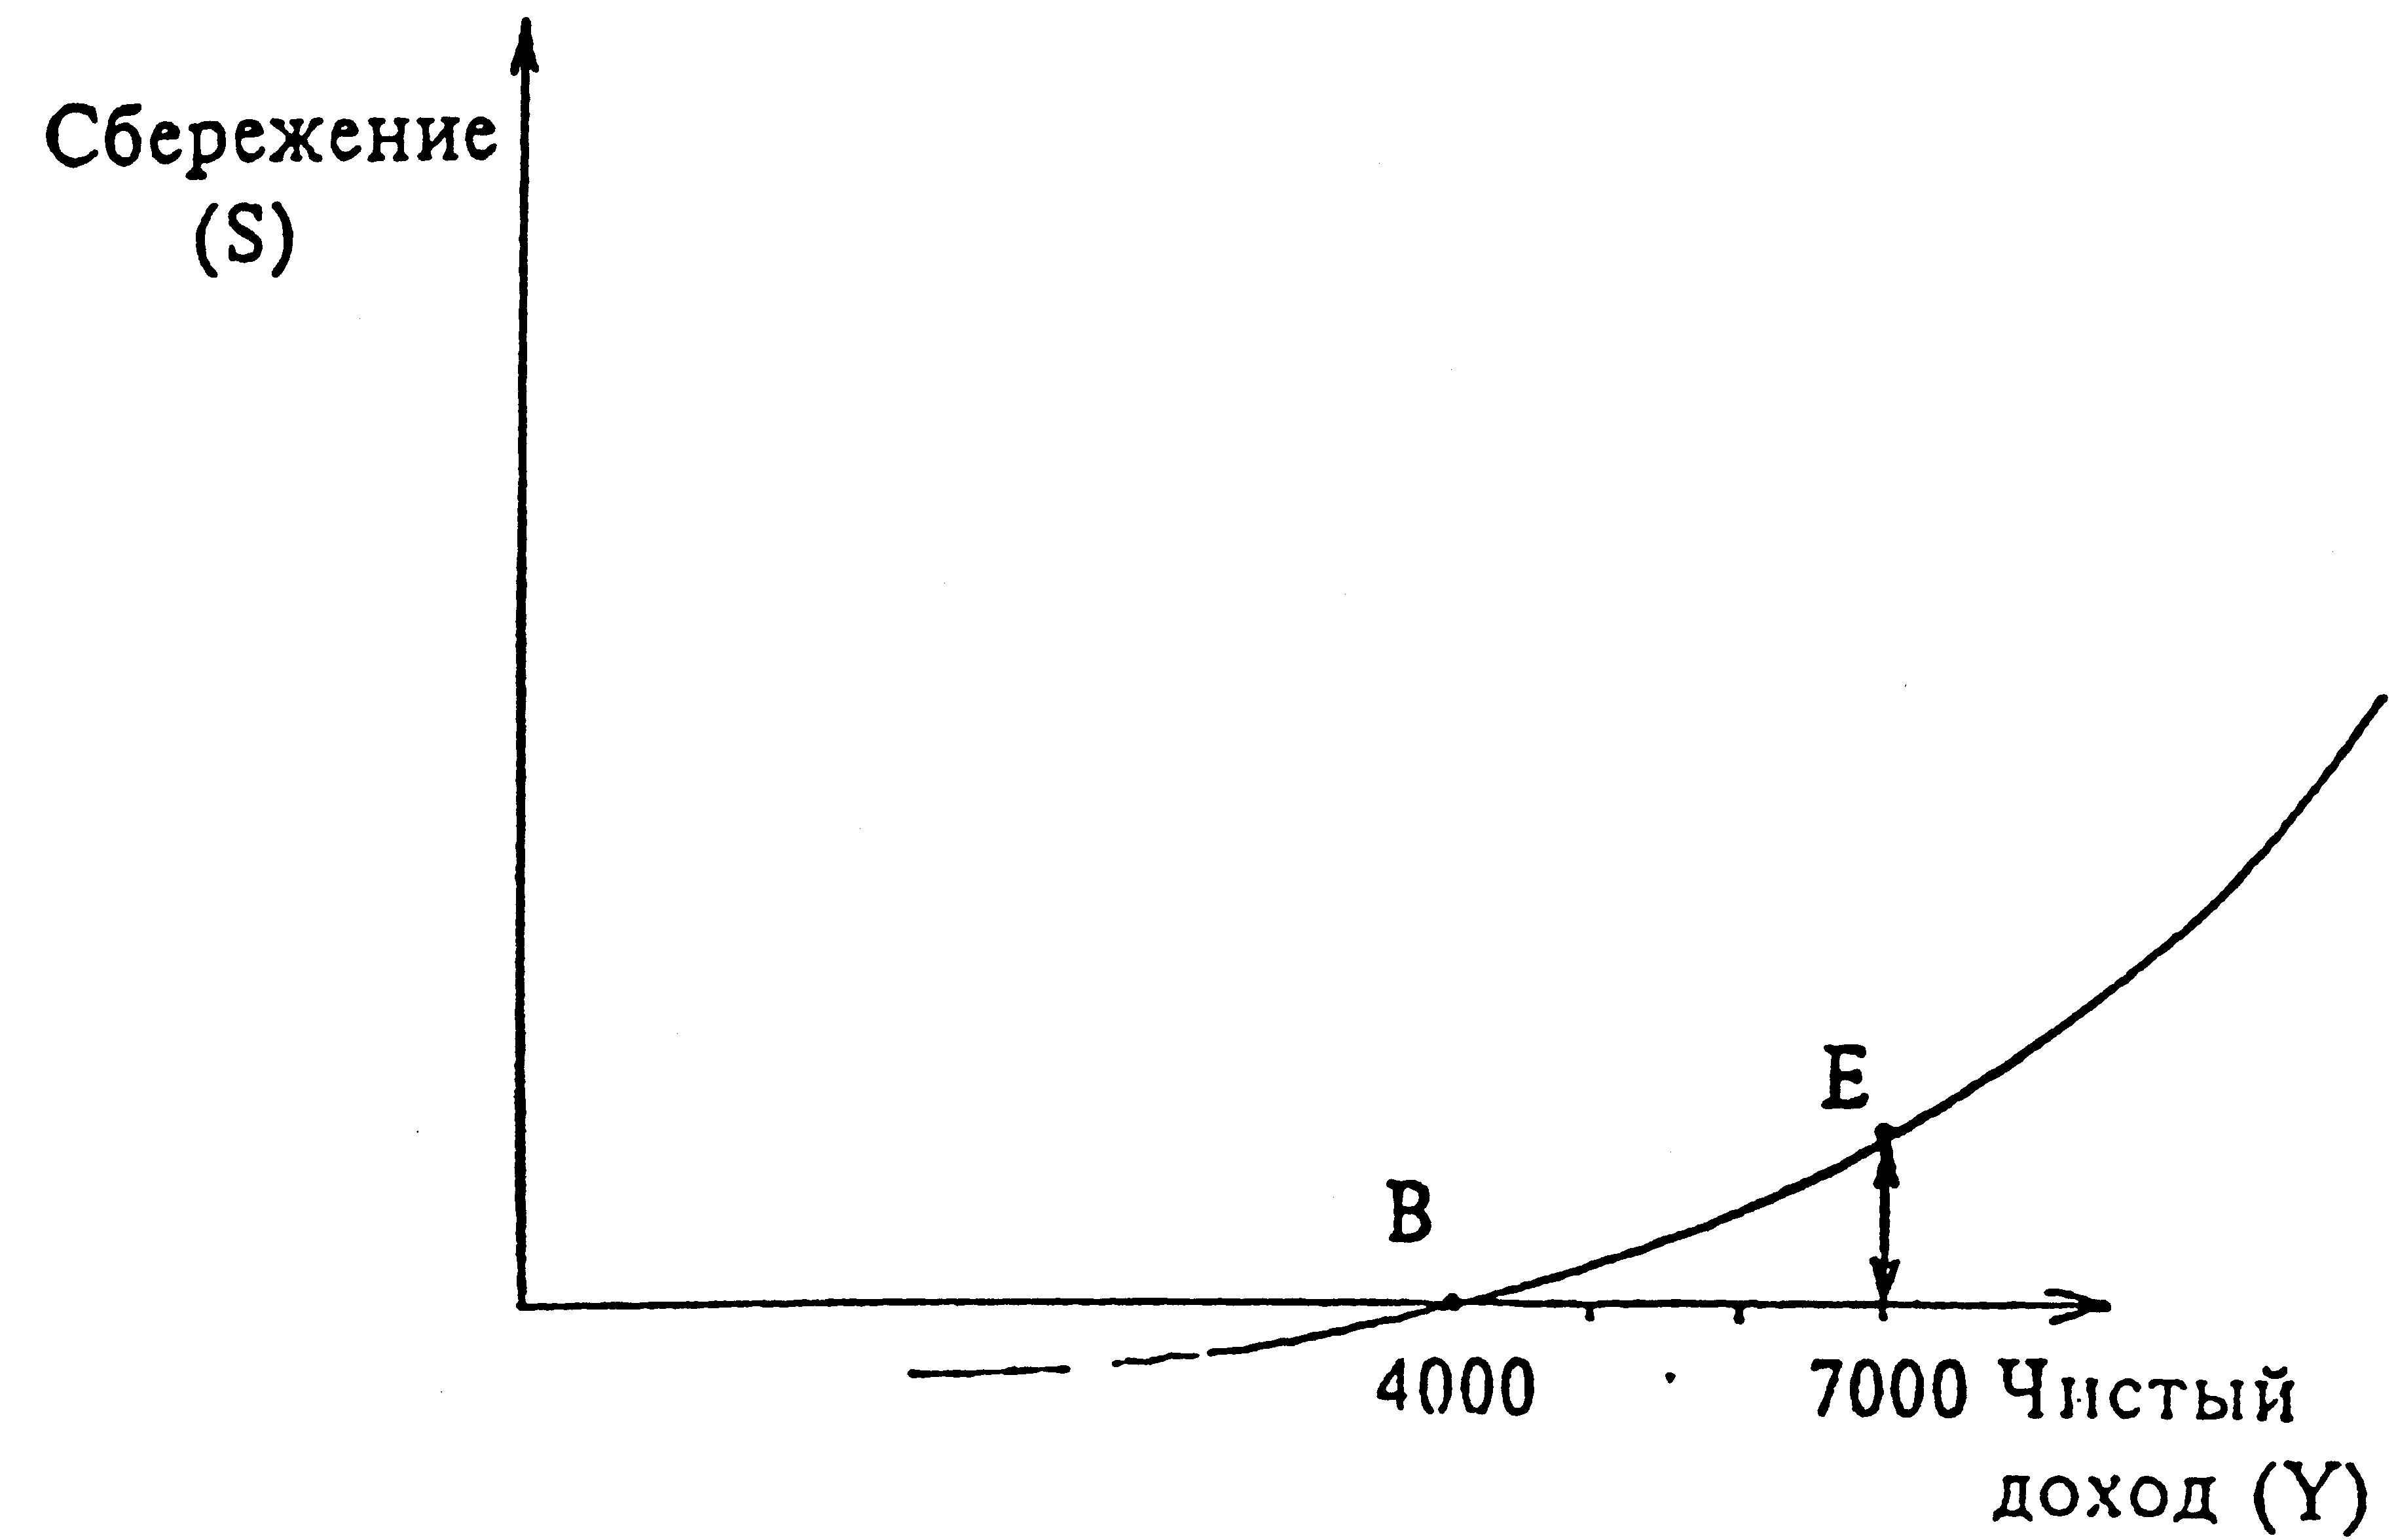 Сбережение
(S)
E
B
4000
7000 Чистый
доход (Y)